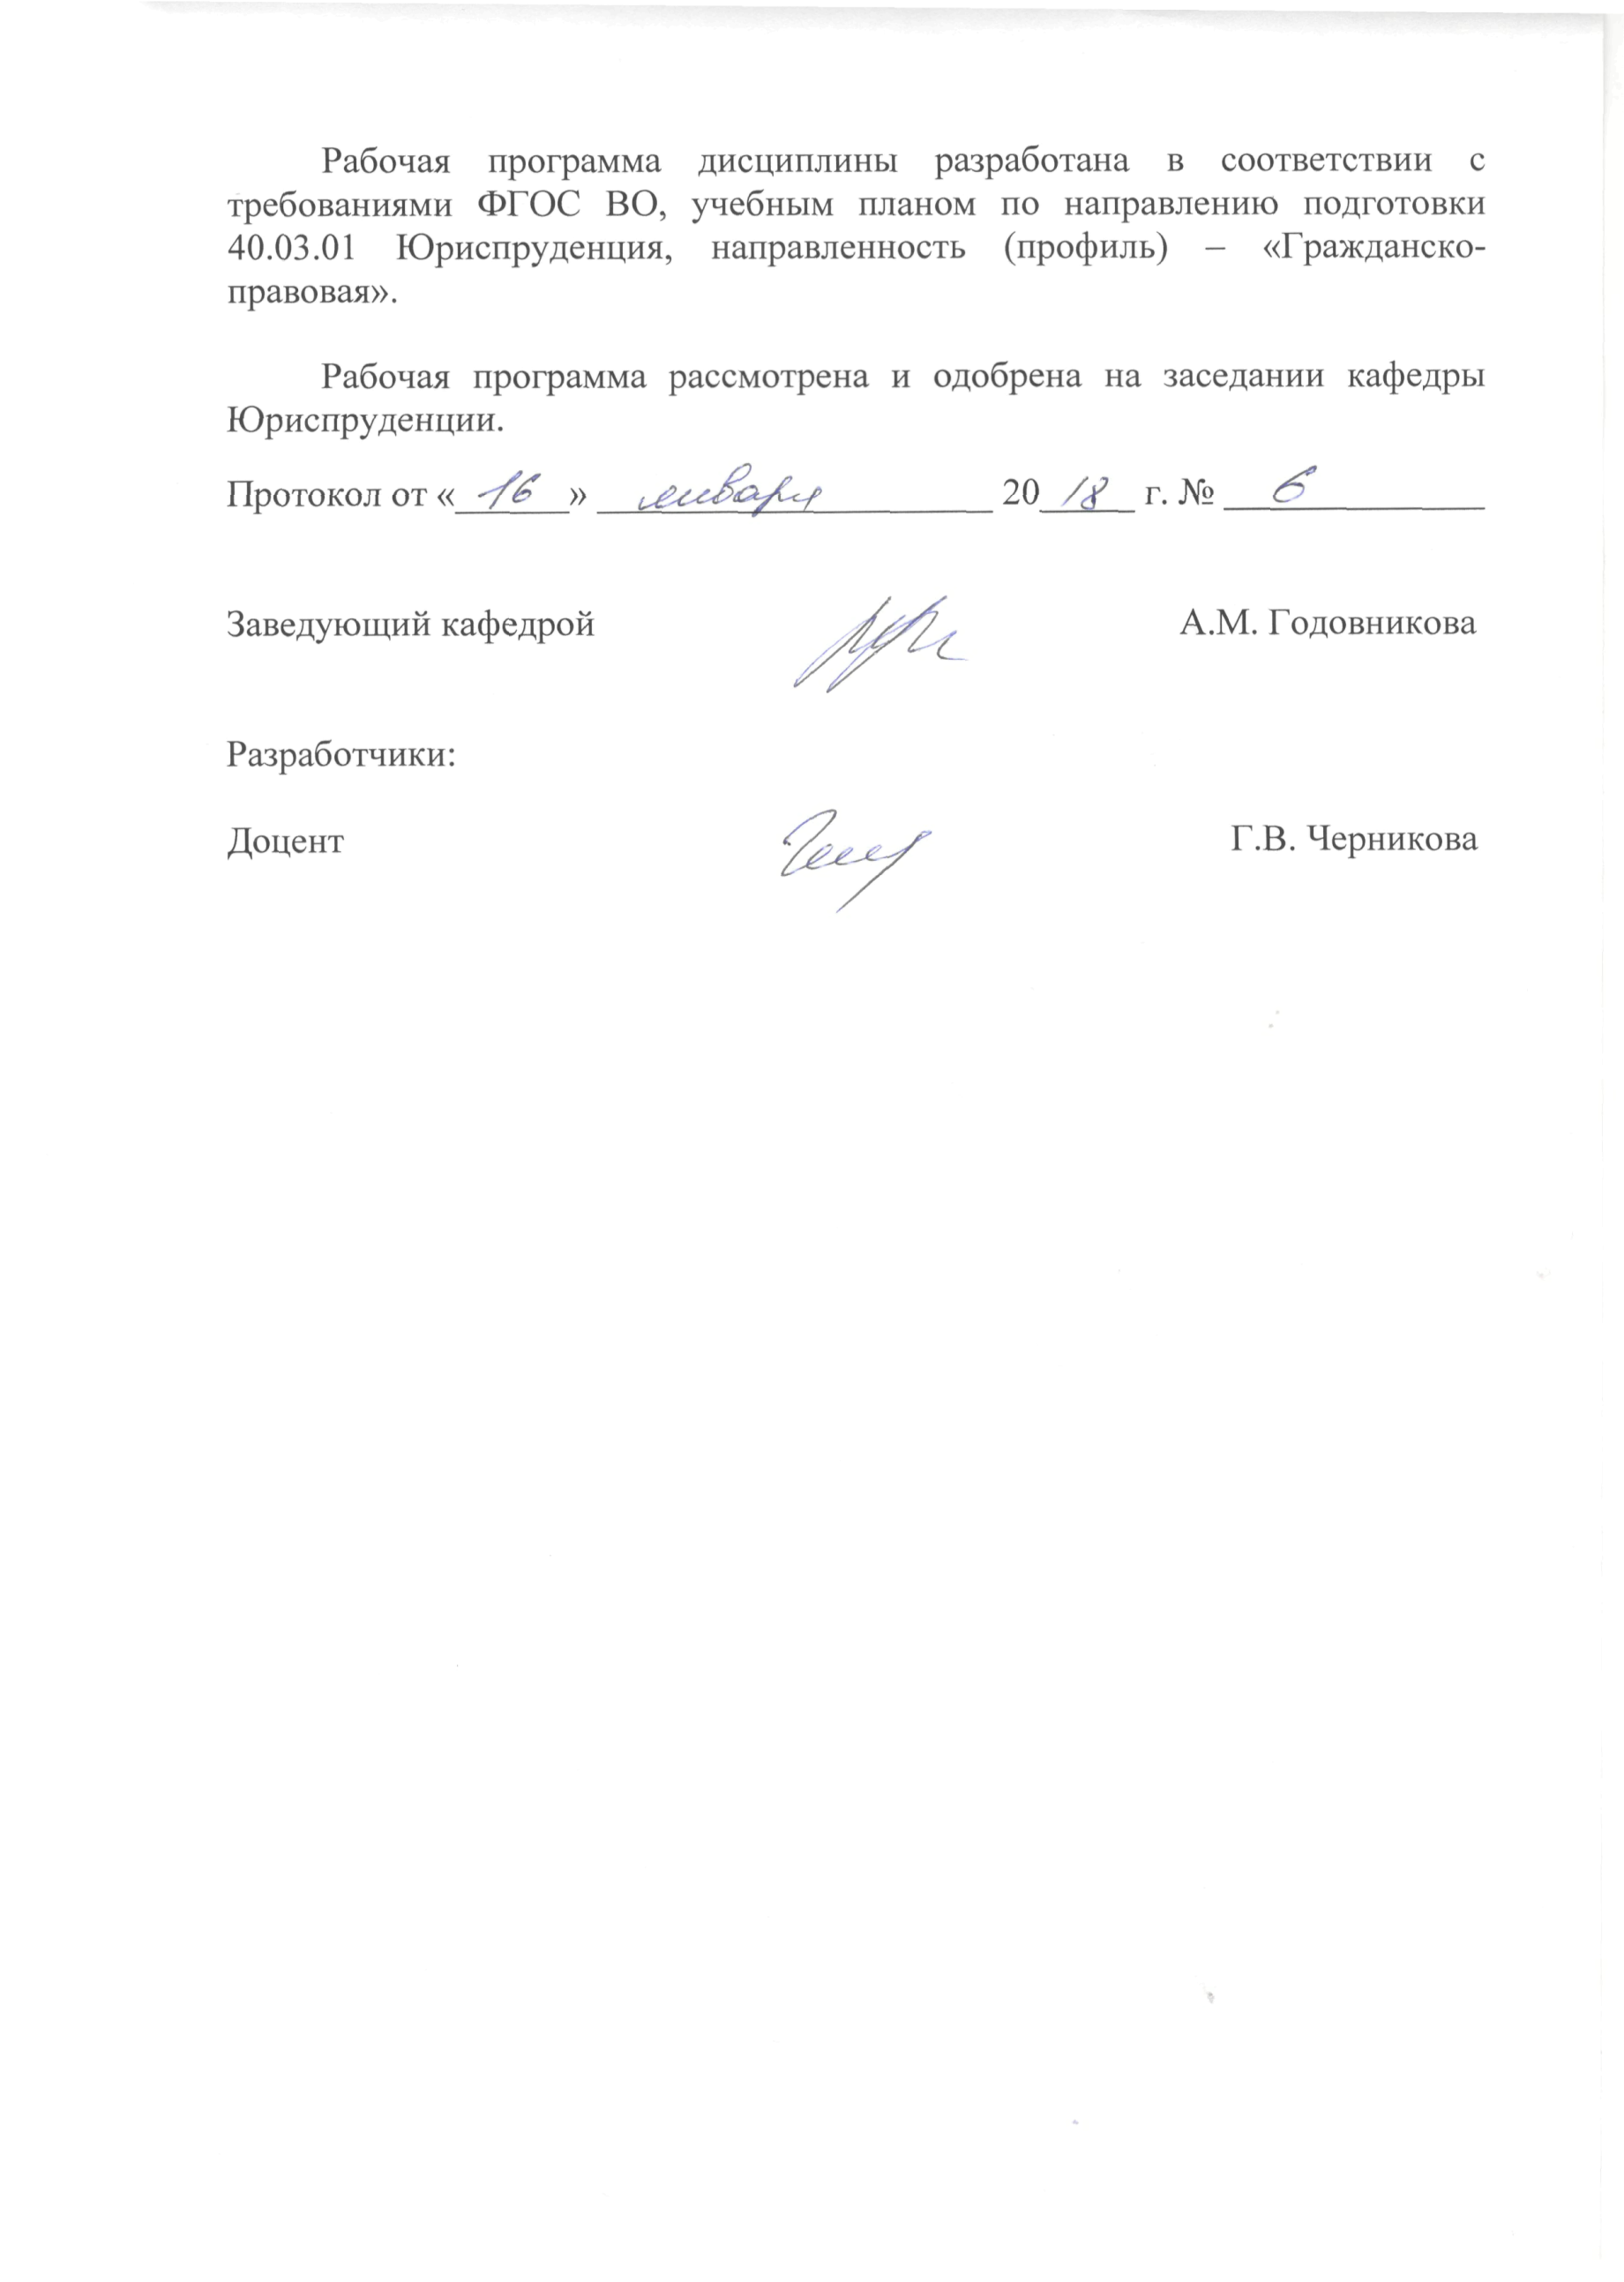 Рабочая программа дисциплины разработана в соответствии с
требованиями ФГОС ВО, учебным планом по направлению подготовки
40.03.01 Юриспруденция, направленность (профиль) – «Гражданско-
правовая».
Рабочая программа рассмотрена и одобрена на заседании кафедры
Юриспруденции.
Протокол от «16» января 2018 г. № 6
Заведующий кафедрой А.М. Годовникова
Разработчики:
Доцент Г.В. Черникова